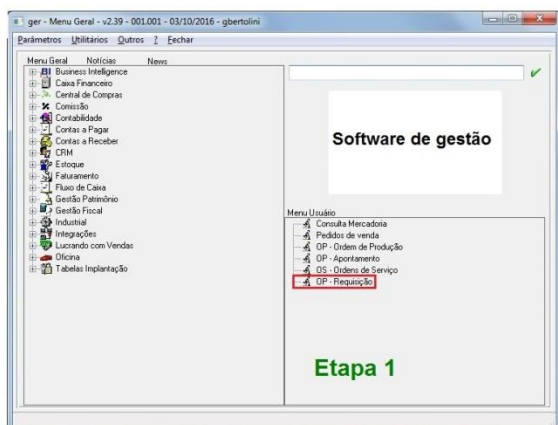 ger - Menu Geral - v2.39 - 001.001 - 03/10/2016 - gbertolini
Parâmetros Utilitários Outros ? Fechar
Menu Geral Notícias News
BI Business Intelligence
Caixa Financeiro
Central de Compras
Comissão
Contabilidade
Contas a Pagar
Contas a Receber
CRM
Estoque
Faturamento
Fluxo de Caixa
Gestão Patrimônio
Gestão Fiscal
Industrial
Integrações
Lucrando com Vendas
Oficina
Tabelas Implantação
Software de gestão
Menu Usuário
Consulta Mercadoria
Pedidos de venda
OP - Ordem de Produção
OP - Apontamento
OS - Ordens de Serviço
OP - Requisição
Etapa 1